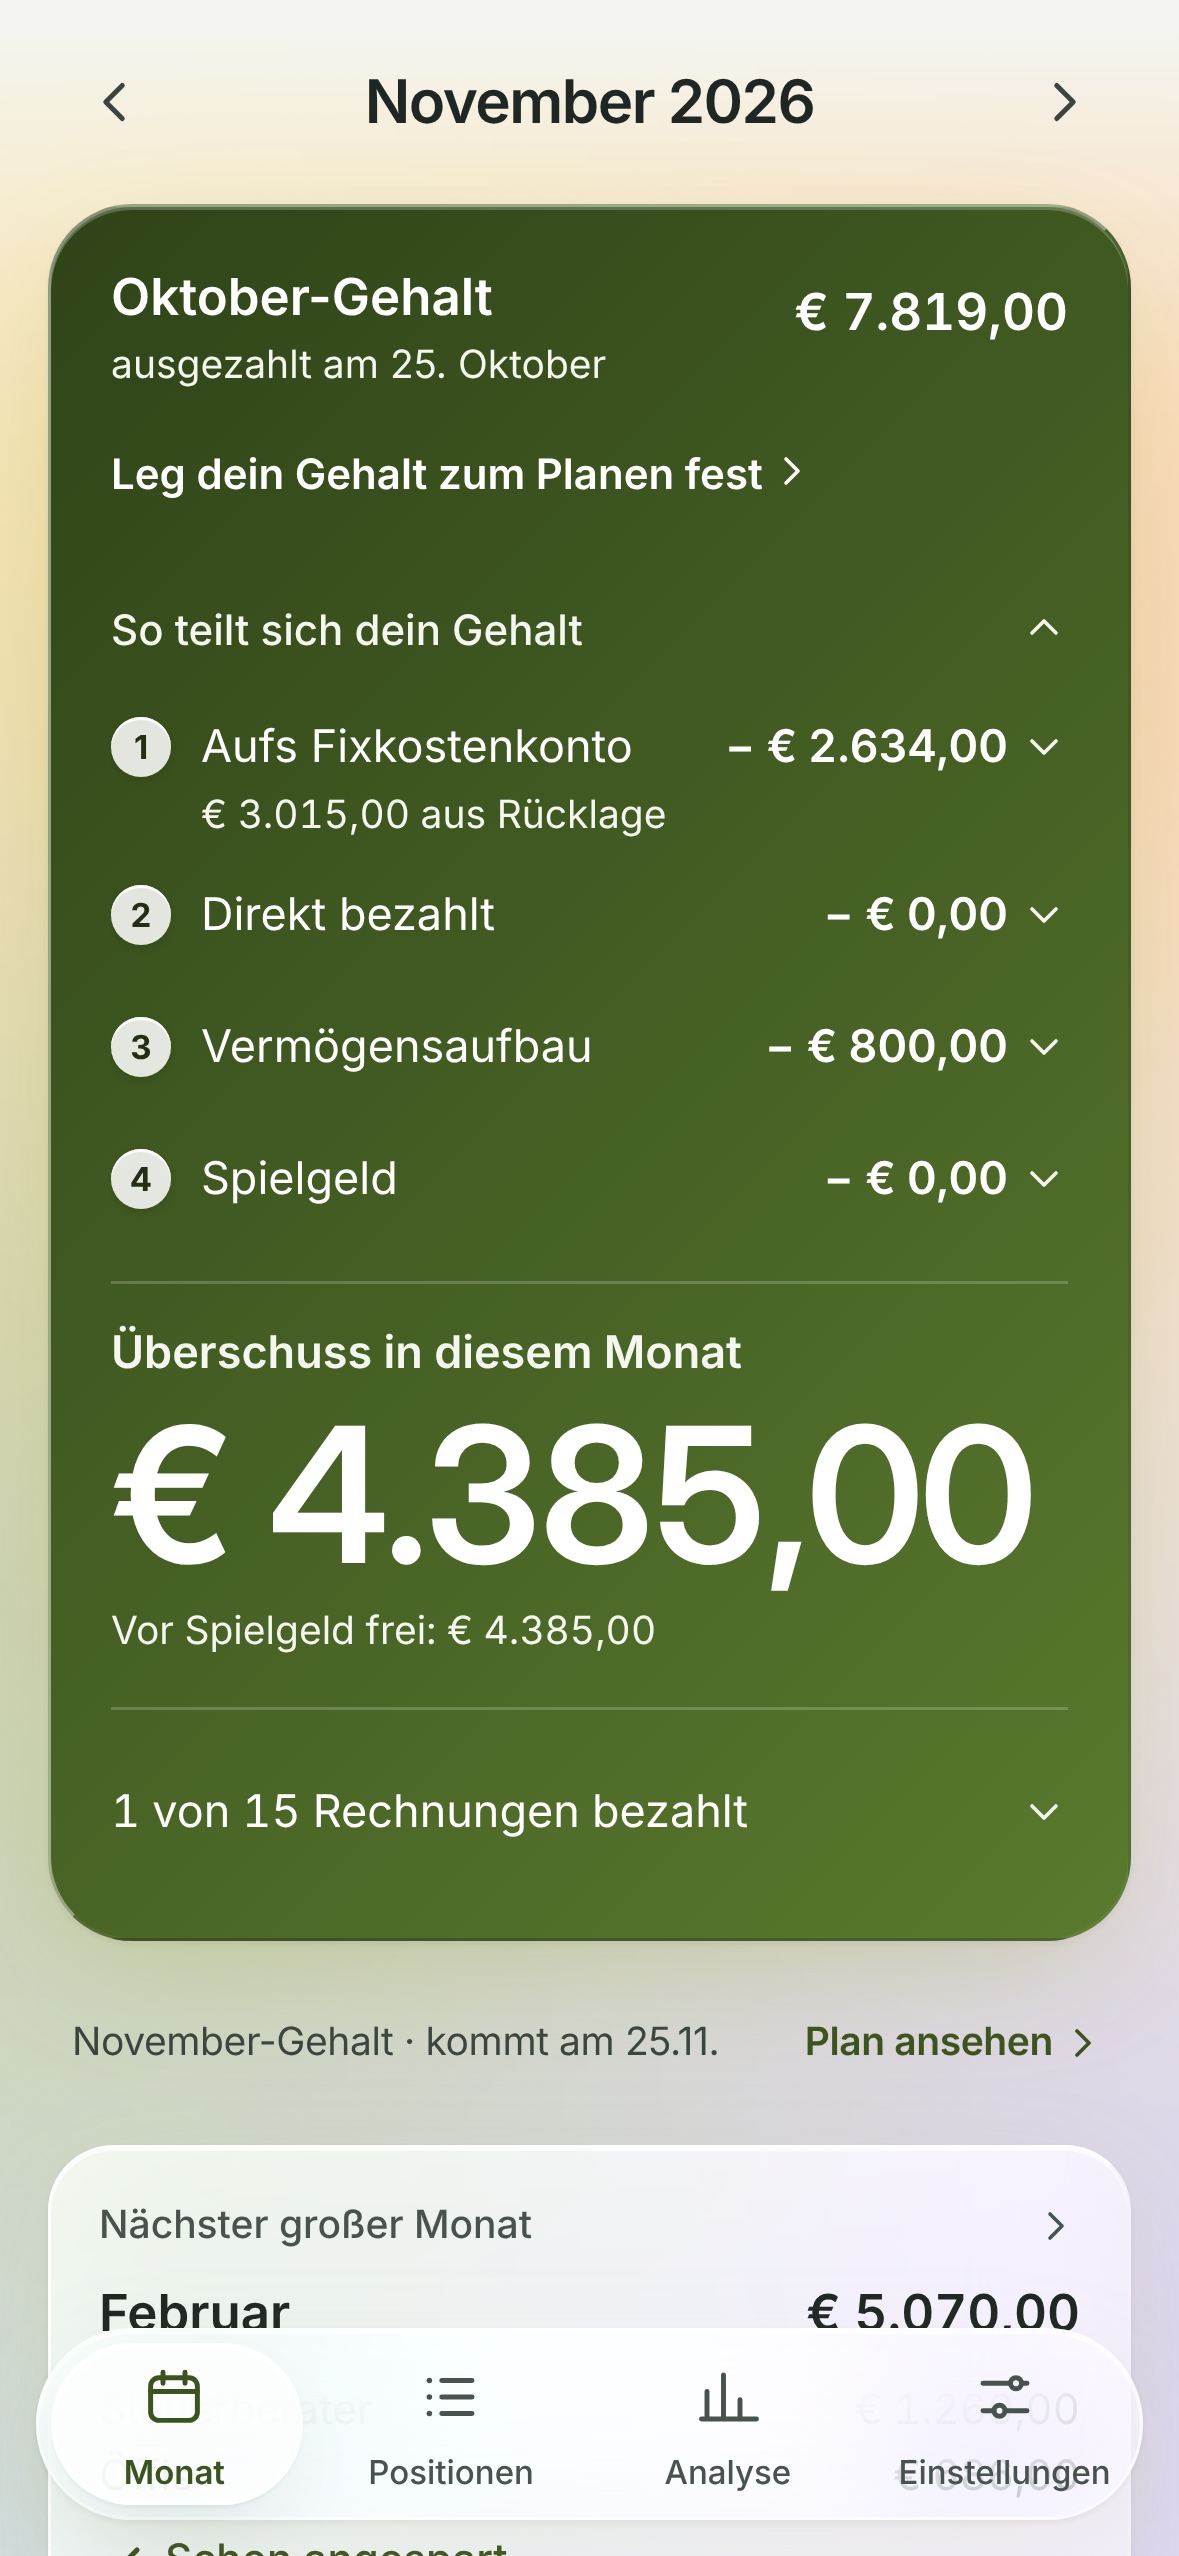 November 2026
Oktober-Gehalt
€ 7.819,00
ausgezahlt am 25. Oktober
Leg dein Gehalt zum Planen fest
So teilt sich dein Gehalt
1 Aufs Fixkostenkonto – € 2.634,00
€ 3.015,00 aus Rücklage
2 Direkt bezahlt – € 0,00
3 Vermögensaufbau – € 800,00
4 Spielgeld – € 0,00
Überschuss in diesem Monat
€ 4.385,00
Vor Spielgeld frei: € 4.385,00
1 von 15 Rechnungen bezahlt
November-Gehalt · kommt am 25.11. Plan ansehen
Nächster großer Monat
Februar € 5.070,00
Monat Positionen Analyse Einstellungen
Schon angespart